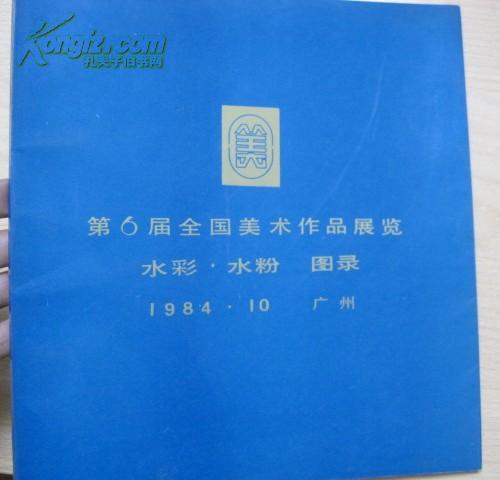 Kongfz.com
孔夫子旧书网
美
第6届全国美术作品展览
水彩·水粉 图录
1984·10 广州